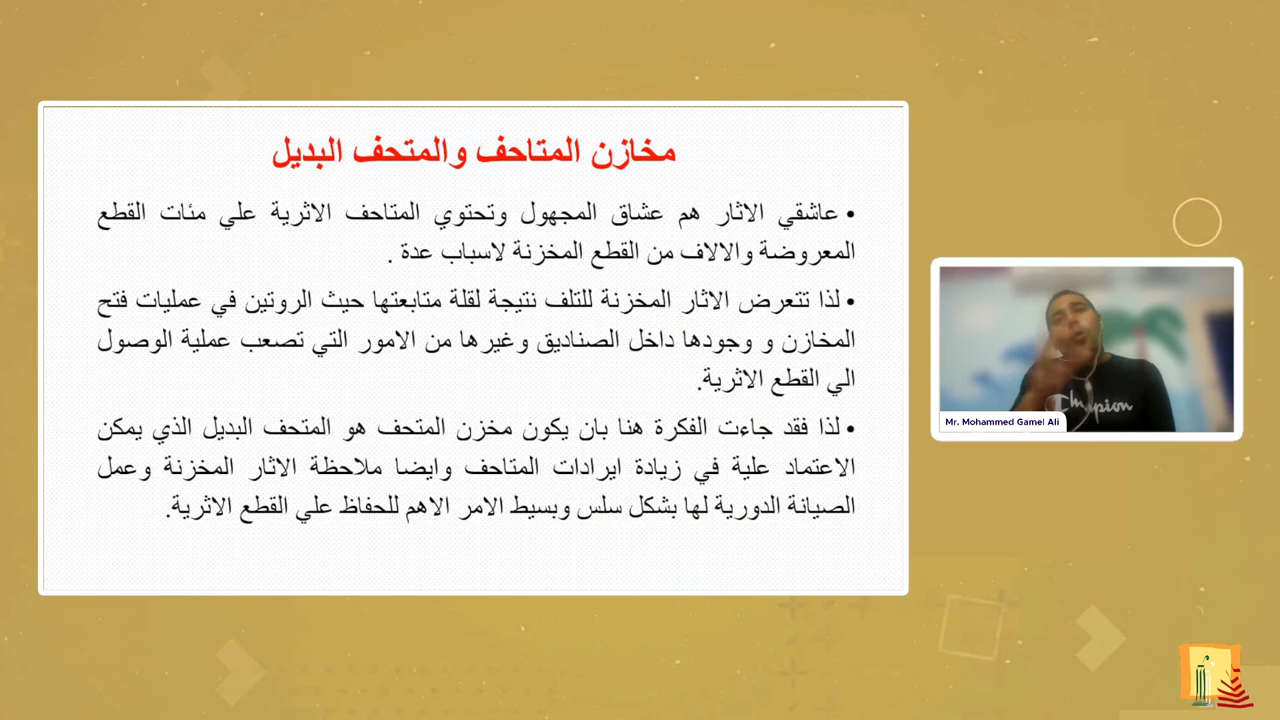 مخازن المتاحف والمتحف البديل
• عاشقي الاثار هم عشاق المجهول وتحتوي المتاحف الاثرية علي مئات القطع
المعروضة والالاف من القطع المخزنة لاسباب عدة .
• لذا تتعرض الاثار المخزنة للتلف نتيجة لقلة متابعتها حيث الروتين في عمليات فتح
المخازن و وجودها داخل الصناديق وغيرها من الامور التي تصعب عملية الوصول
الي القطع الاثرية.
• لذا فقد جاءت الفكرة هنا بان يكون مخزن المتحف هو المتحف البديل الذي يمكن
الاعتماد علية في زيادة ايرادات المتاحف وايضا ملاحظة الاثار المخزنة وعمل
الصيانة الدورية لها بشكل سلس وبسيط الامر الاهم للحفاظ علي القطع الاثرية.
Champion
Mr. Mohammed Gamel Ali